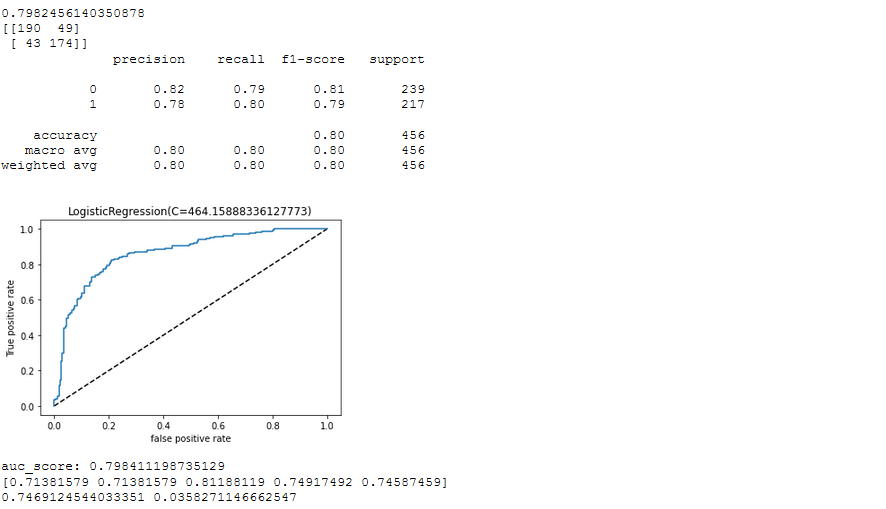 0.7982456140350878
[[190 49]
[ 43 174]]
precision recall f1-score support
0 0.82 0.79 0.81 239
1 0.78 0.80 0.79 217
accuracy 0.80 456
macro avg 0.80 0.80 0.80 456
weighted avg 0.80 0.80 0.80 456
LogisticRegression(C=464.15888336127773)
1.0
0.8
0.6
0.4
0.2
0.0
True positive rate
0.0 0.2 0.4 0.6 0.8 1.0
false positive rate
auc_score: 0.798411198735129
[0.71381579 0.71381579 0.81188119 0.74917492 0.74587459]
0.7469124544033351 0.0358271146662547